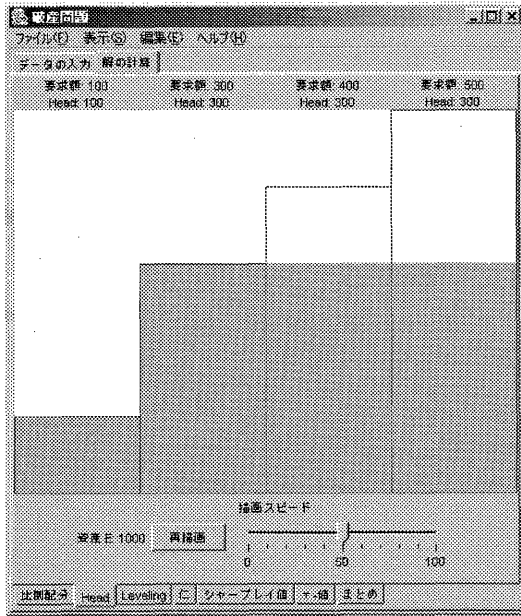 破産問題
ファイル(F) 表示(S) 編集(E) ヘルプ(H)
データの入力 解の計算
要求額: 100 要求額: 300 要求額: 400 要求額: 500
Head: 100 Head: 300 Head: 300 Head: 300
描画スピード
資産 E: 1000 再描画
0 50 100
比例配分 Head Leveling 仁 シャープレイ値 τ-値 まとめ